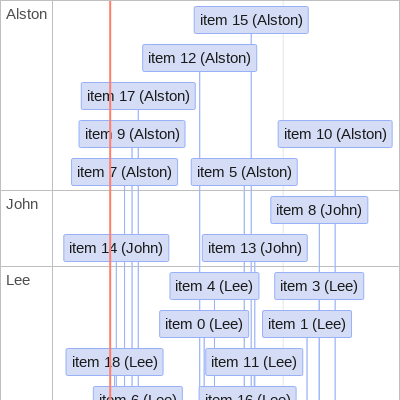 Alston
item 15 (Alston)
item 12 (Alston)
item 17 (Alston)
item 9 (Alston)
item 10 (Alston)
item 7 (Alston)
item 5 (Alston)
John
item 8 (John)
item 14 (John)
item 13 (John)
Lee
item 4 (Lee)
item 3 (Lee)
item 0 (Lee)
item 1 (Lee)
item 18 (Lee)
item 11 (Lee)
item 6 (Lee)
item 16 (Lee)